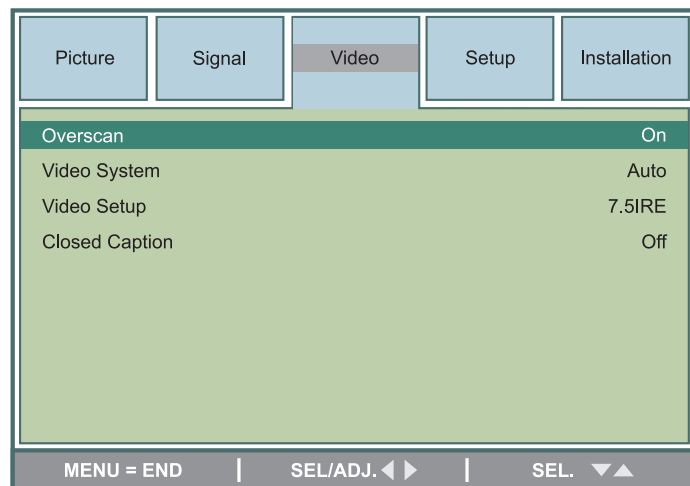 Picture Signal Video Setup Installation
Overscan On
Video System Auto
Video Setup 7.5IRE
Closed Caption Off
MENU = END | SEL/ADJ. ◀ ▶ | SEL. ▼▲